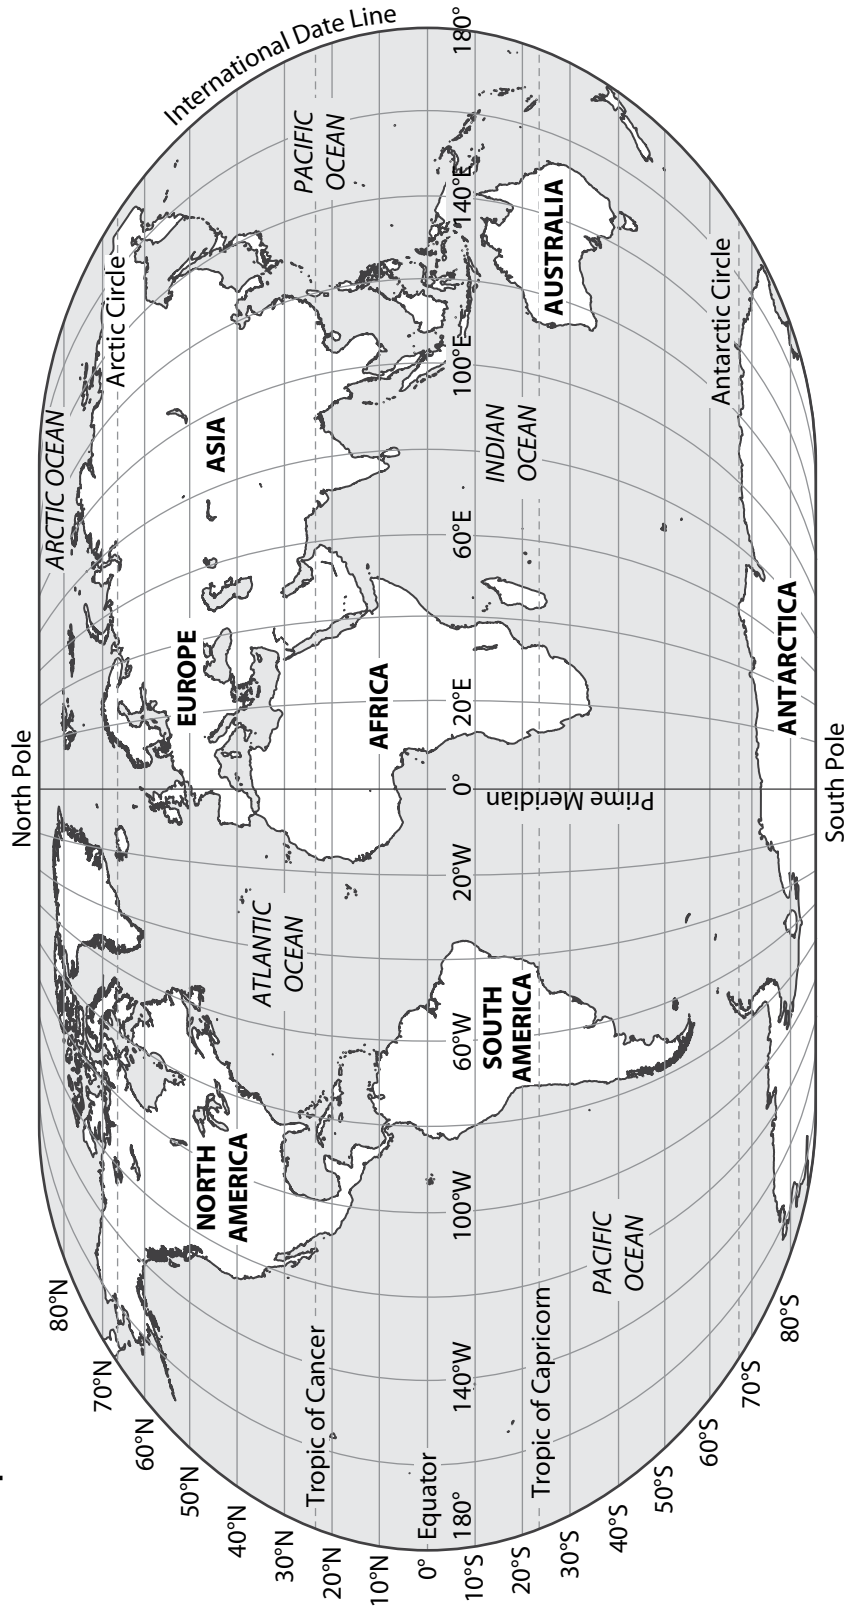 North Pole
80°N
70°N
60°N
50°N
40°N
30°N
20°N
10°N
0°
10°S
20°S
30°S
40°S
50°S
60°S
70°S
80°S
South Pole
International Date Line
ARCTIC OCEAN
Arctic Circle
NORTH
AMERICA
EUROPE
ASIA
ATLANTIC
OCEAN
PACIFIC
OCEAN
Tropic of Cancer
AFRICA
Equator
180°
140°W
100°W
60°W
20°W
0°
20°E
60°E
100°E
140°E
180°
SOUTH
AMERICA
Prime Meridian
INDIAN
OCEAN
AUSTRALIA
Tropic of Capricorn
PACIFIC
OCEAN
Antarctic Circle
ANTARCTICA